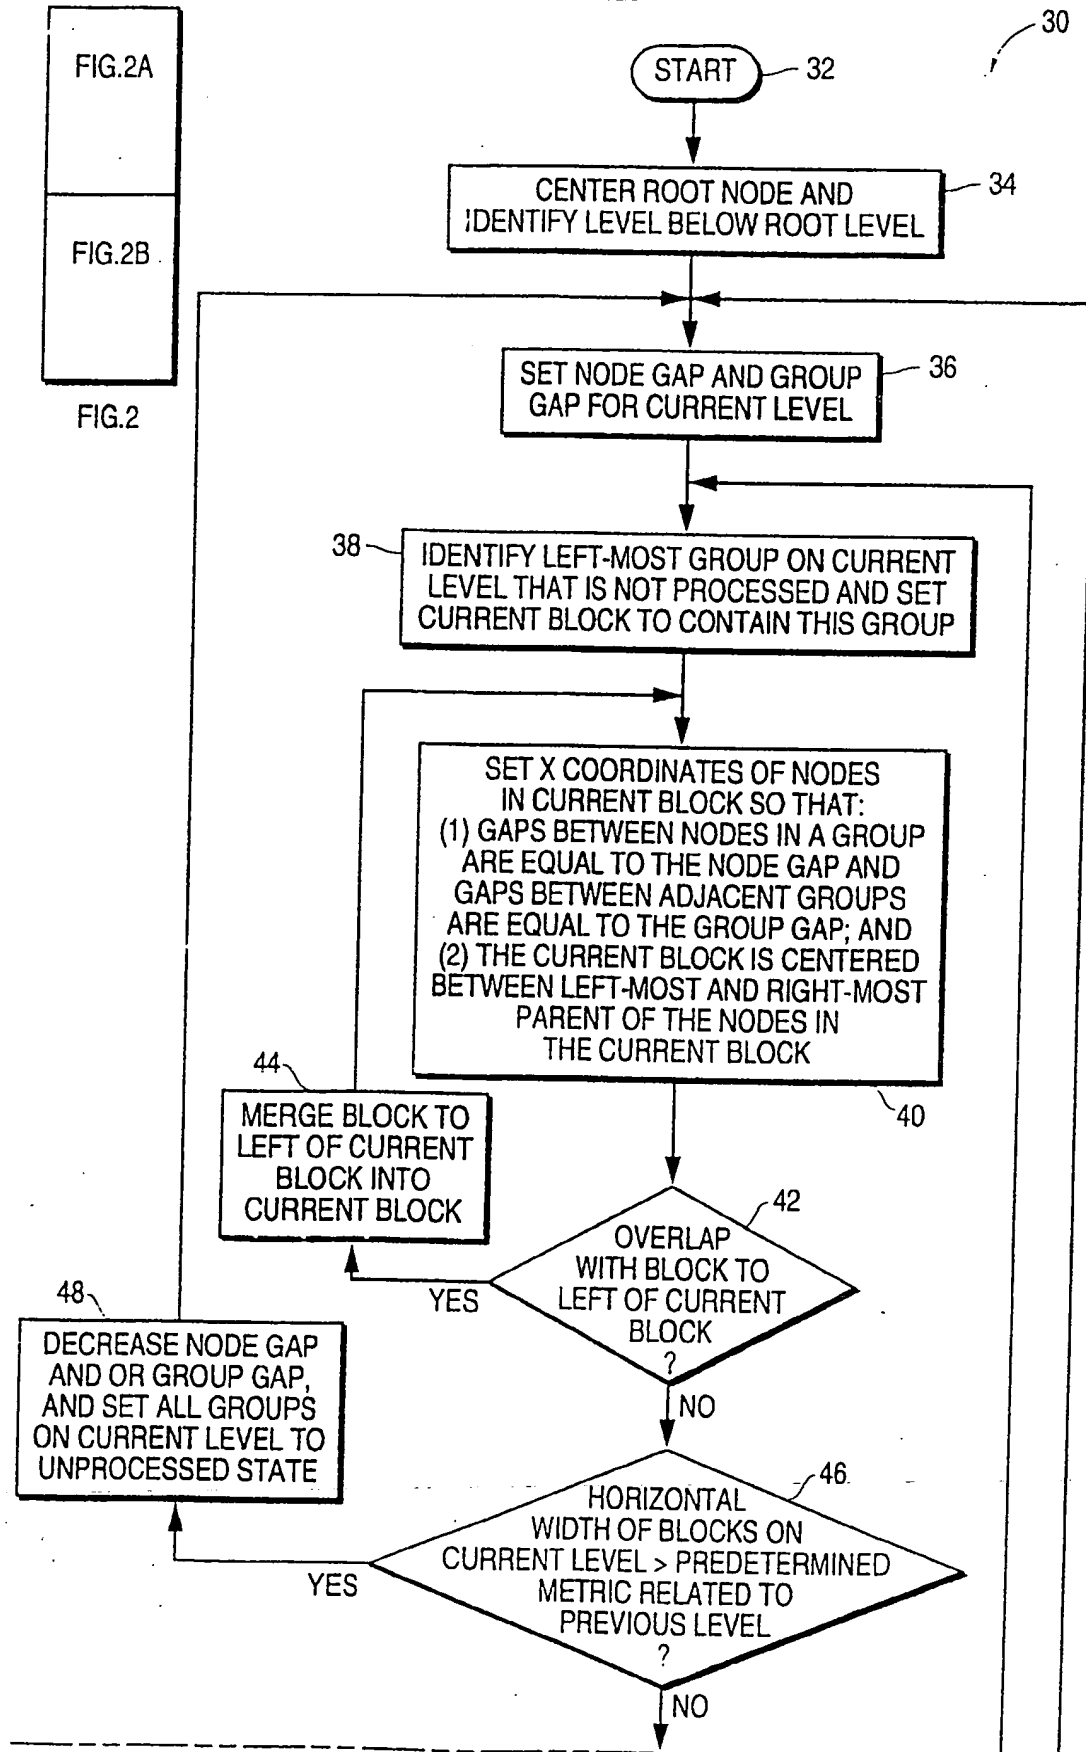 30
FIG.2A
START
32
CENTER ROOT NODE AND
IDENTIFY LEVEL BELOW ROOT LEVEL
34
FIG.2B
FIG.2
SET NODE GAP AND GROUP
GAP FOR CURRENT LEVEL
36
38
IDENTIFY LEFT-MOST GROUP ON CURRENT
LEVEL THAT IS NOT PROCESSED AND SET
CURRENT BLOCK TO CONTAIN THIS GROUP
SET X COORDINATES OF NODES
IN CURRENT BLOCK SO THAT:
(1) GAPS BETWEEN NODES IN A GROUP
ARE EQUAL TO THE NODE GAP AND
GAPS BETWEEN ADJACENT GROUPS
ARE EQUAL TO THE GROUP GAP; AND
(2) THE CURRENT BLOCK IS CENTERED
BETWEEN LEFT-MOST AND RIGHT-MOST
PARENT OF THE NODES IN
THE CURRENT BLOCK
40
44
MERGE BLOCK TO
LEFT OF CURRENT
BLOCK INTO
CURRENT BLOCK
42
OVERLAP
WITH BLOCK TO
LEFT OF CURRENT
BLOCK
?
YES
NO
48
DECREASE NODE GAP
AND OR GROUP GAP,
AND SET ALL GROUPS
ON CURRENT LEVEL TO
UNPROCESSED STATE
46
HORIZONTAL
WIDTH OF BLOCKS ON
CURRENT LEVEL > PREDETERMINED
METRIC RELATED TO
PREVIOUS LEVEL
?
YES
NO